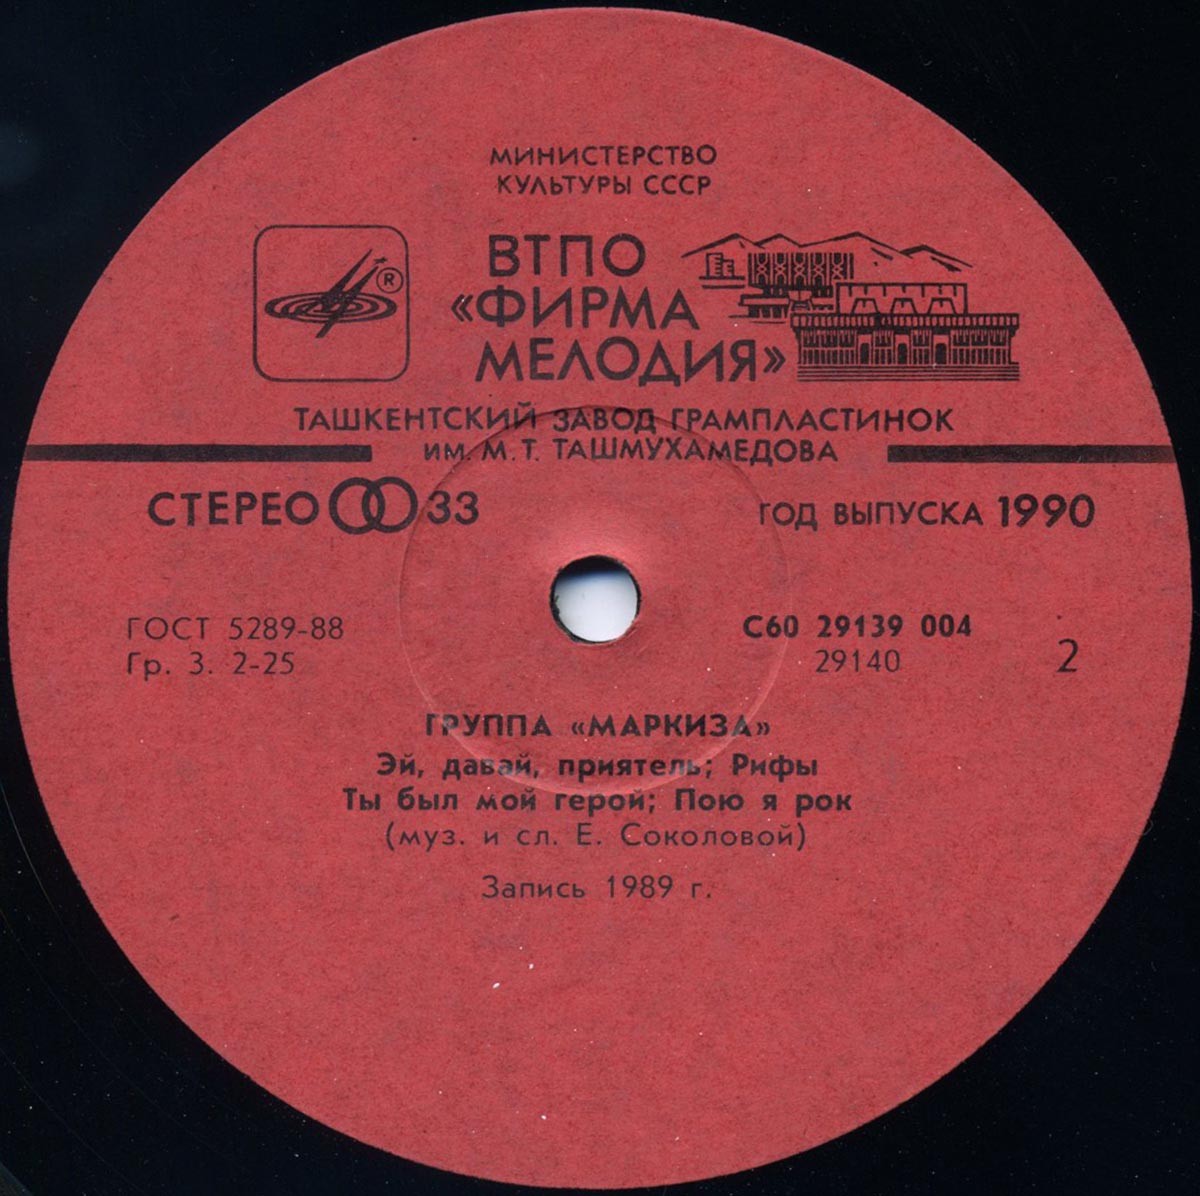 МИНИСТЕРСТВО
КУЛЬТУРЫ СССР
ВТПО
«ФИРМА
МЕЛОДИЯ»
®
ТАШКЕНТСКИЙ ЗАВОД ГРАМПЛАСТИНОК
ИМ. М. Т. ТАШМУХАМЕДОВА
СТЕРЕО 33
ГОД ВЫПУСКА 1990
ГОСТ 5289-88
Гр. 3. 2-25
С60 29139 004
29140
2
ГРУППА «МАРКИЗА»
Эй, давай, приятель; Рифы
Ты был мой герой; Пою я рок
(муз. и сл. Е. Соколовой)
Запись 1989 г.